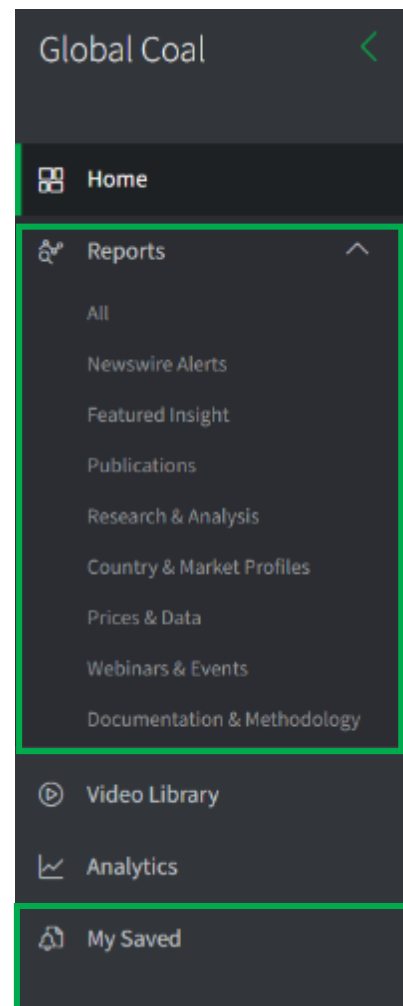 Global Coal
Home
Reports
All
Newswire Alerts
Featured Insight
Publications
Research & Analysis
Country & Market Profiles
Prices & Data
Webinars & Events
Documentation & Methodology
Video Library
Analytics
My Saved